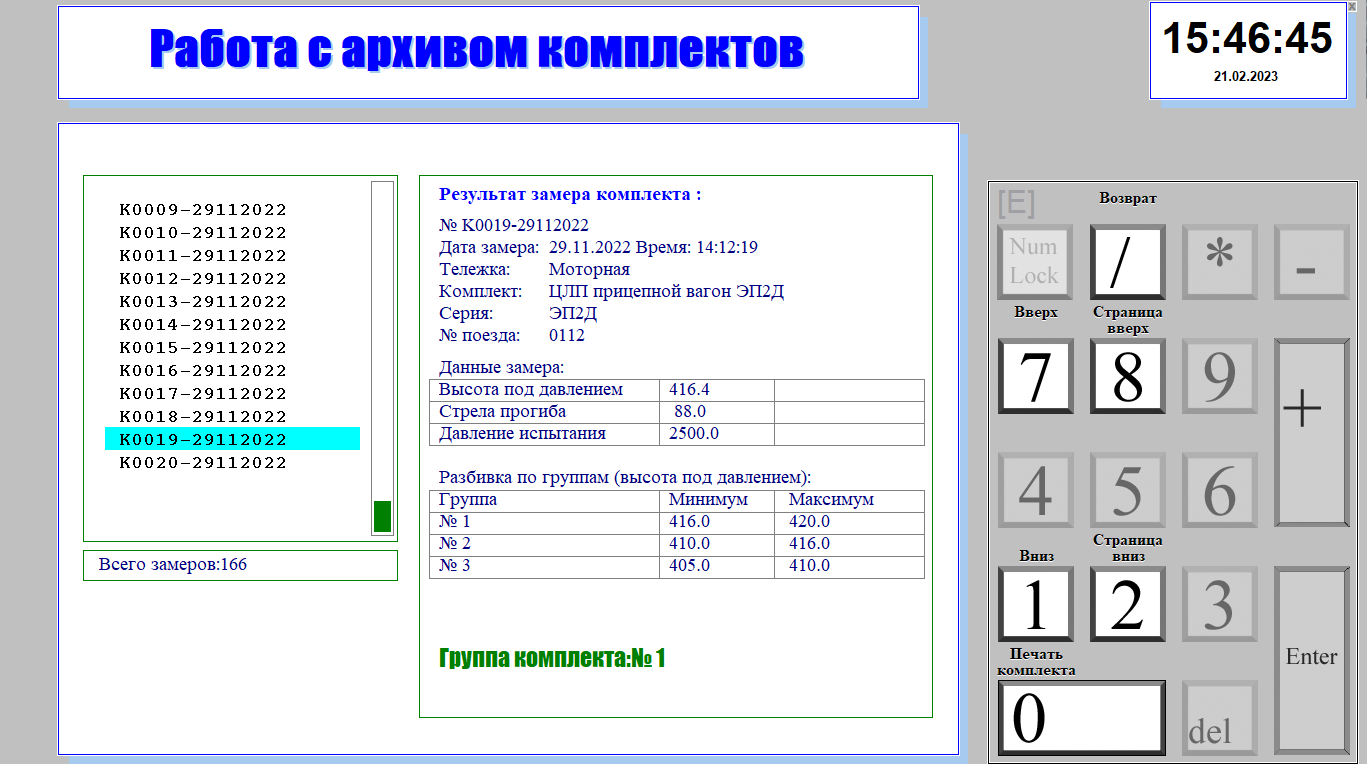 Работа с архивом комплектов
15:46:45
21.02.2023
K0009-29112022
K0010-29112022
K0011-29112022
K0012-29112022
K0013-29112022
K0014-29112022
K0015-29112022
K0016-29112022
K0017-29112022
K0018-29112022
K0019-29112022
K0020-29112022
Всего замеров:166
Результат замера комплекта :
№ K0019-29112022
Дата замера: 29.11.2022 Время: 14:12:19
Тележка: Моторная
Комплект: ЦЛП прицепной вагон ЭП2Д
Серия: ЭП2Д
№ поезда: 0112
Данные замера:
Высота под давлением 416.4
Стрела прогиба 88.0
Давление испытания 2500.0
Разбивка по группам (высота под давлением):
Группа Минимум Максимум
№ 1 416.0 420.0
№ 2 410.0 416.0
№ 3 405.0 410.0
Группа комплекта:№ 1
[E] Возврат
Num Lock / * -
Вверх Страница вверх
7 8 9 +
4 5 6
Вниз Страница вниз
1 2 3 Enter
Печать комплекта
0 del